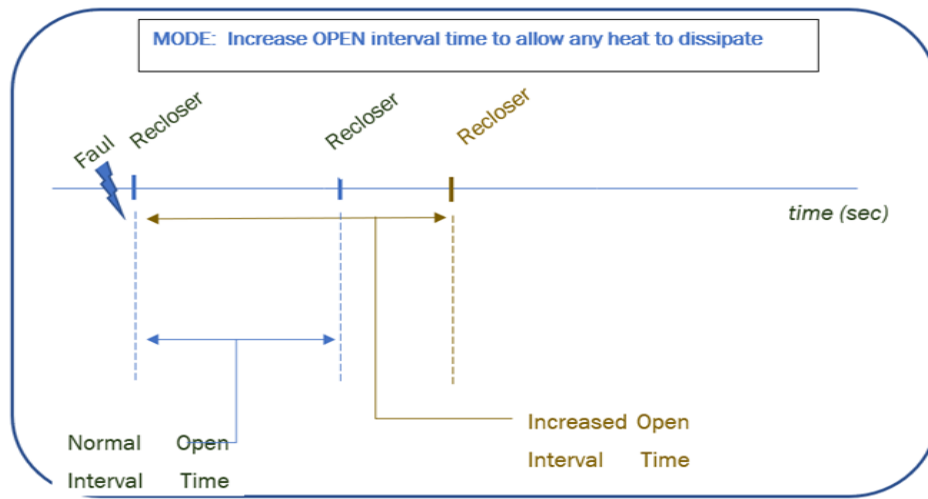 MODE: Increase OPEN interval time to allow any heat to dissipate
Faul
Recloser
Recloser
Recloser
time (sec)
Increased Open
Interval Time
Normal Open
Interval Time